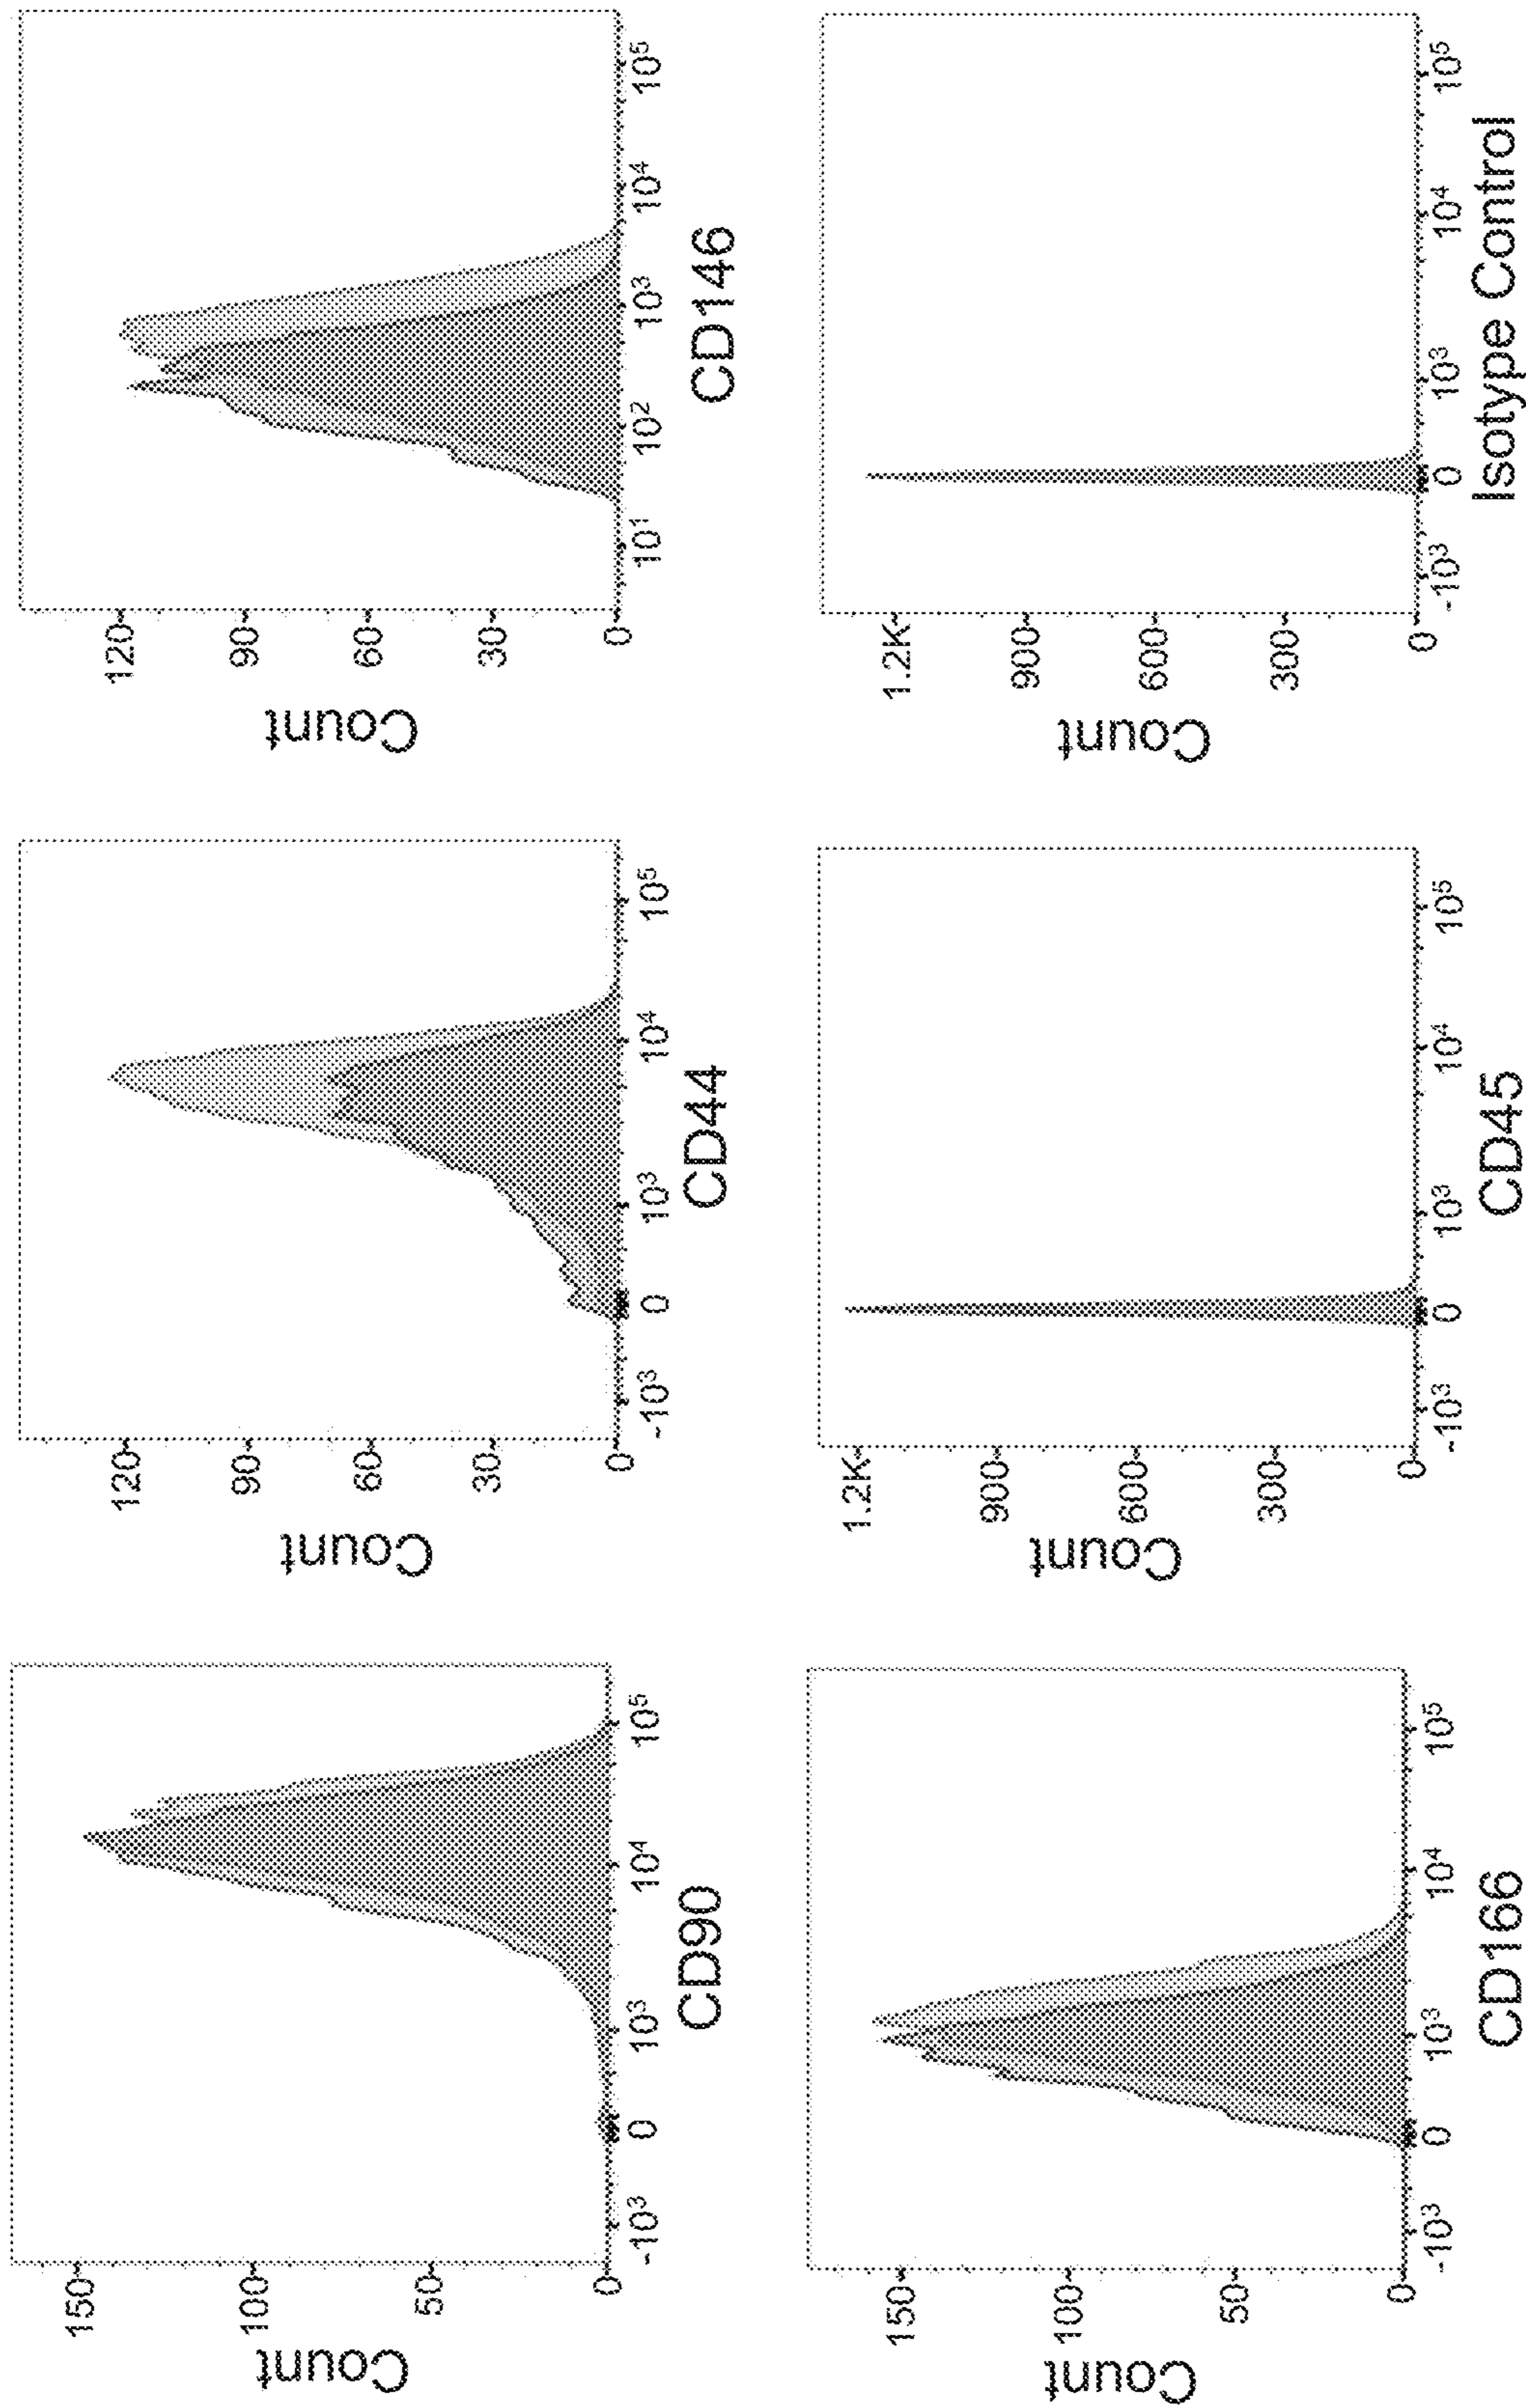 Count
150
100
50
0
-10³ 0 10³ 10⁴ 10⁵
CD90
Count
120
90
60
30
0
-10³ 0 10³ 10⁴ 10⁵
CD44
Count
120
90
60
30
0
10¹ 10² 10³ 10⁴ 10⁵
CD146
Count
150
100
50
0
-10³ 0 10³ 10⁴ 10⁵
CD166
Count
1.2K
900
600
300
0
-10³ 0 10³ 10⁴ 10⁵
CD45
Count
1.2K
900
600
300
0
-10³ 0 10³ 10⁴ 10⁵
Isotype Control